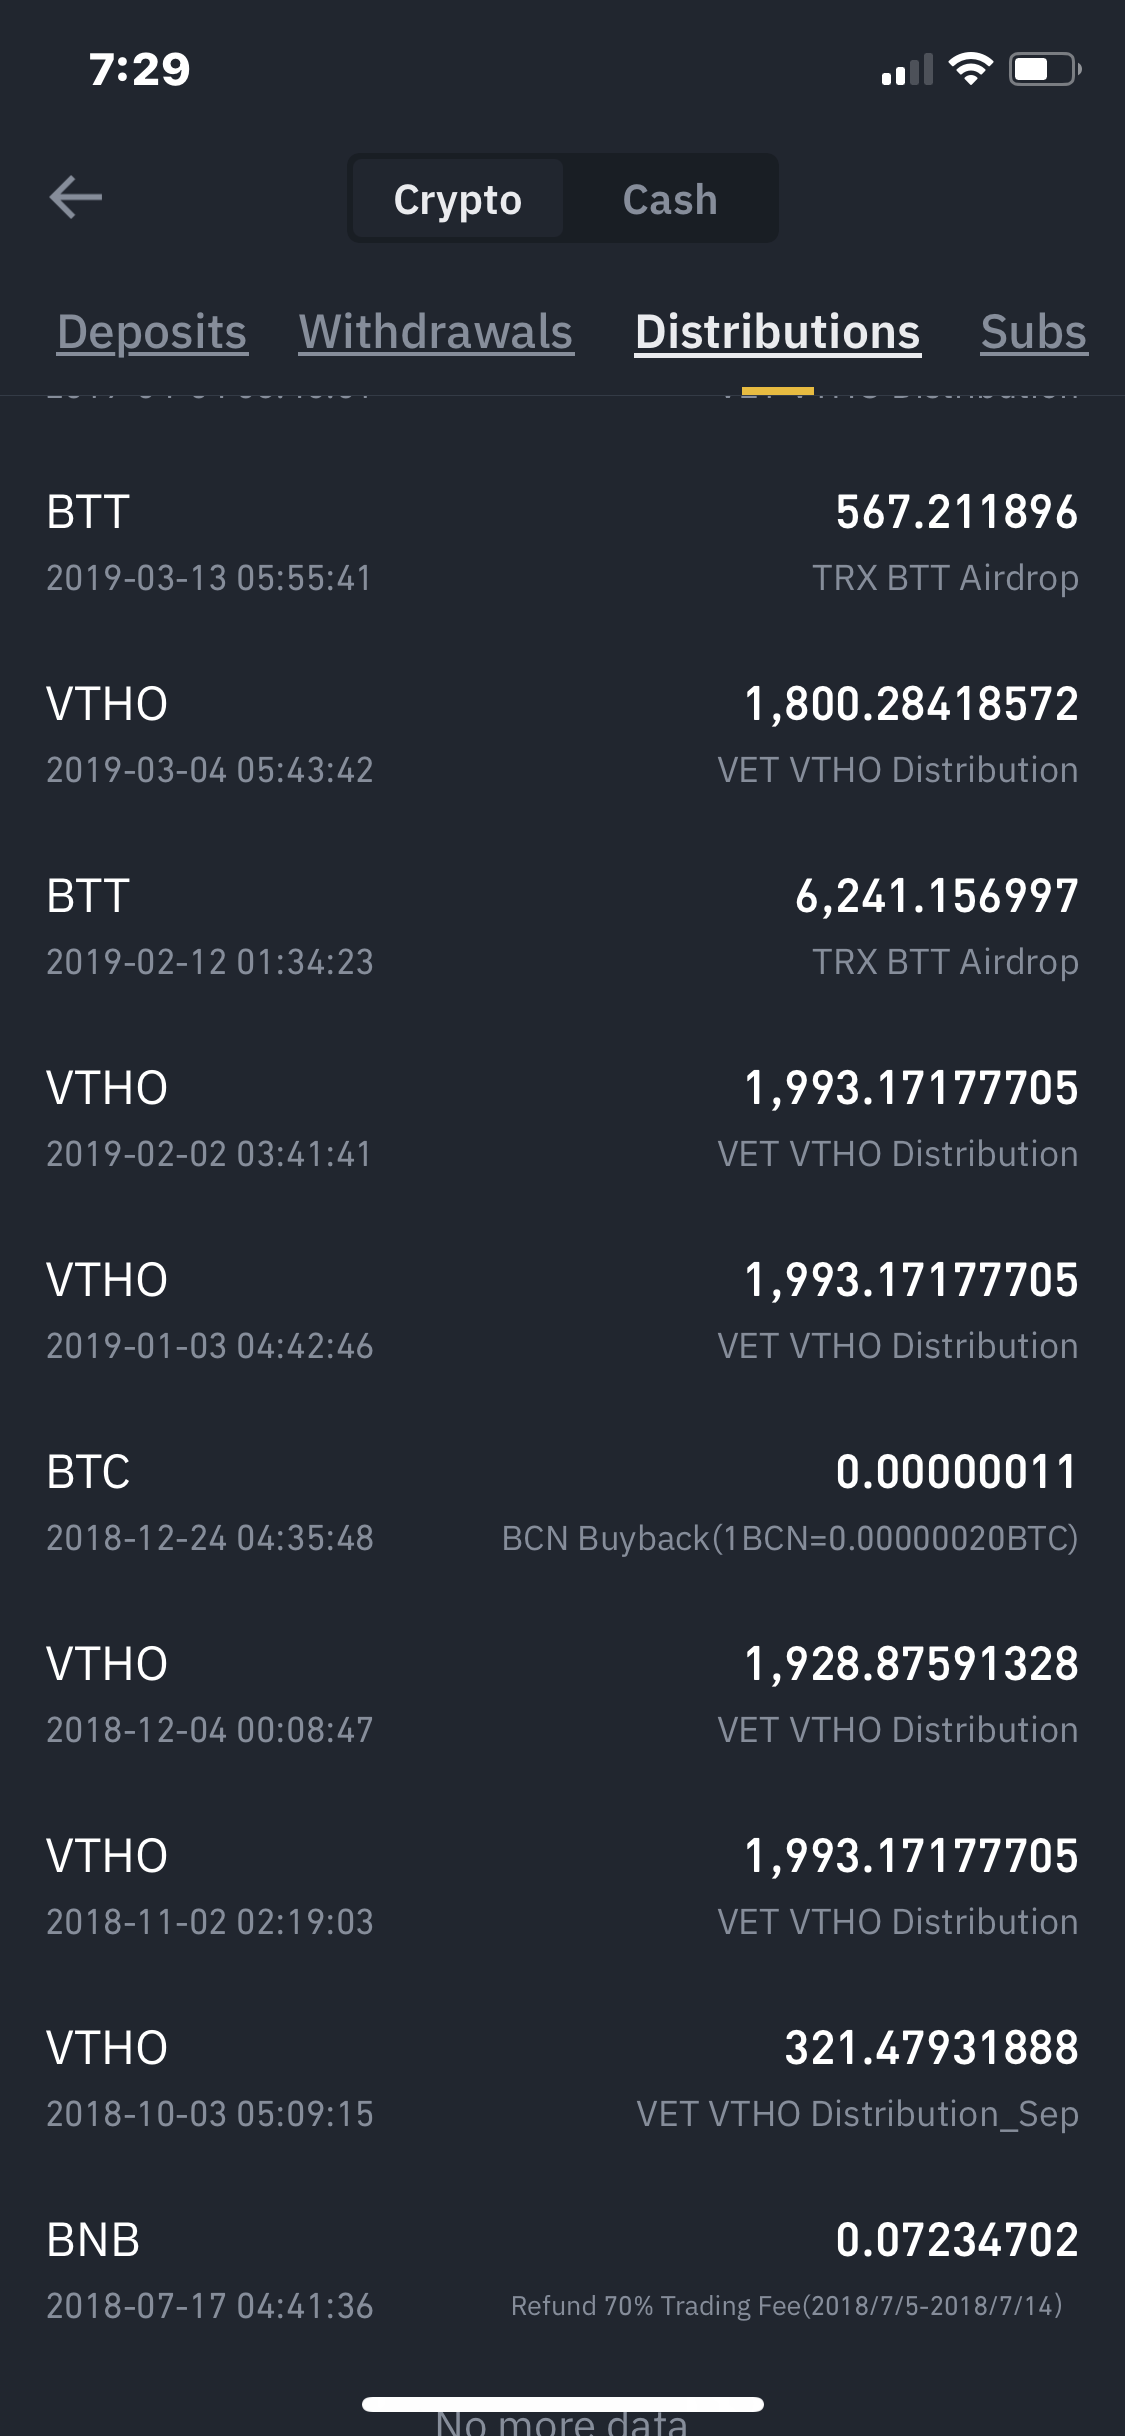 7:29
Crypto Cash
Deposits Withdrawals Distributions Subs
Distribution
BTT 567.211896
2019-03-13 05:55:41 TRX BTT Airdrop
VTHO 1,800.28418572
2019-03-04 05:43:42 VET VTHO Distribution
BTT 6,241.156997
2019-02-12 01:34:23 TRX BTT Airdrop
VTHO 1,993.17177705
2019-02-02 03:41:41 VET VTHO Distribution
VTHO 1,993.17177705
2019-01-03 04:42:46 VET VTHO Distribution
BTC 0.00000011
2018-12-24 04:35:48 BCN Buyback(1BCN=0.00000020BTC)
VTHO 1,928.87591328
2018-12-04 00:08:47 VET VTHO Distribution
VTHO 1,993.17177705
2018-11-02 02:19:03 VET VTHO Distribution
VTHO 321.47931888
2018-10-03 05:09:15 VET VTHO Distribution_Sep
BNB 0.07234702
2018-07-17 04:41:36 Refund 70% Trading Fee(2018/7/5-2018/7/14)
No more data